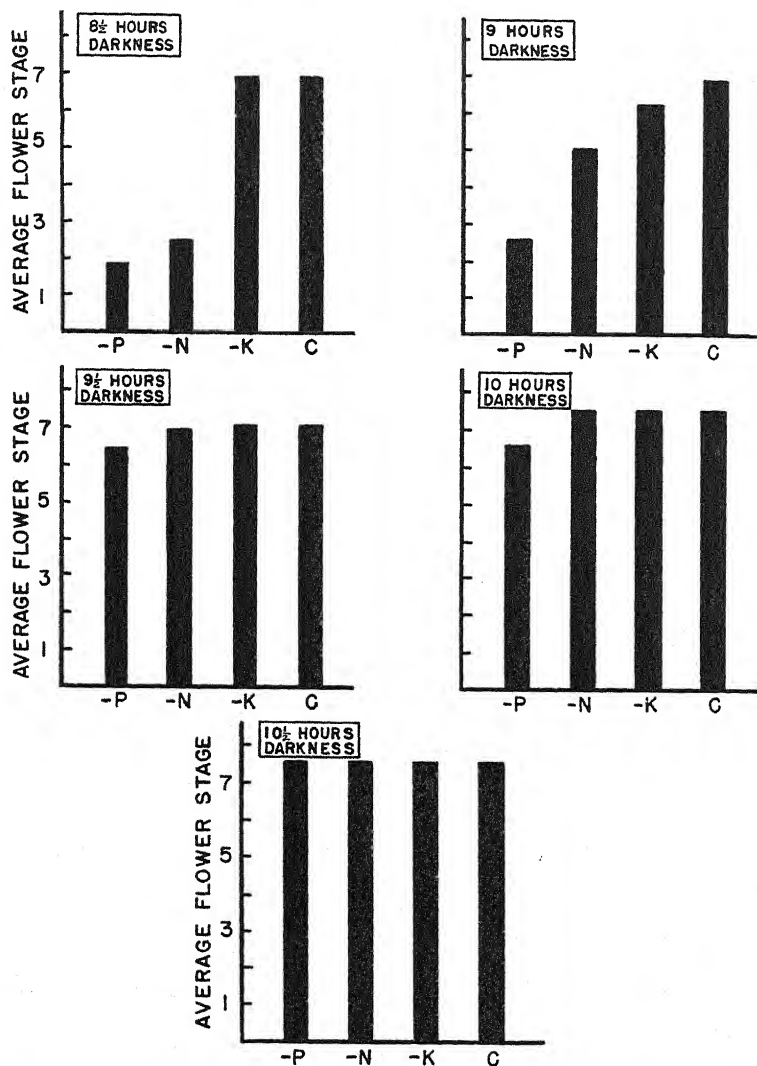 8½ HOURS
DARKNESS
AVERAGE FLOWER STAGE
7
5
3
1
-P -N -K C
9 HOURS
DARKNESS
-P -N -K C
9½ HOURS
DARKNESS
AVERAGE FLOWER STAGE
7
5
3
1
-P -N -K C
10 HOURS
DARKNESS
-P -N -K C
10½ HOURS
DARKNESS
AVERAGE FLOWER STAGE
7
5
3
1
-P -N -K C